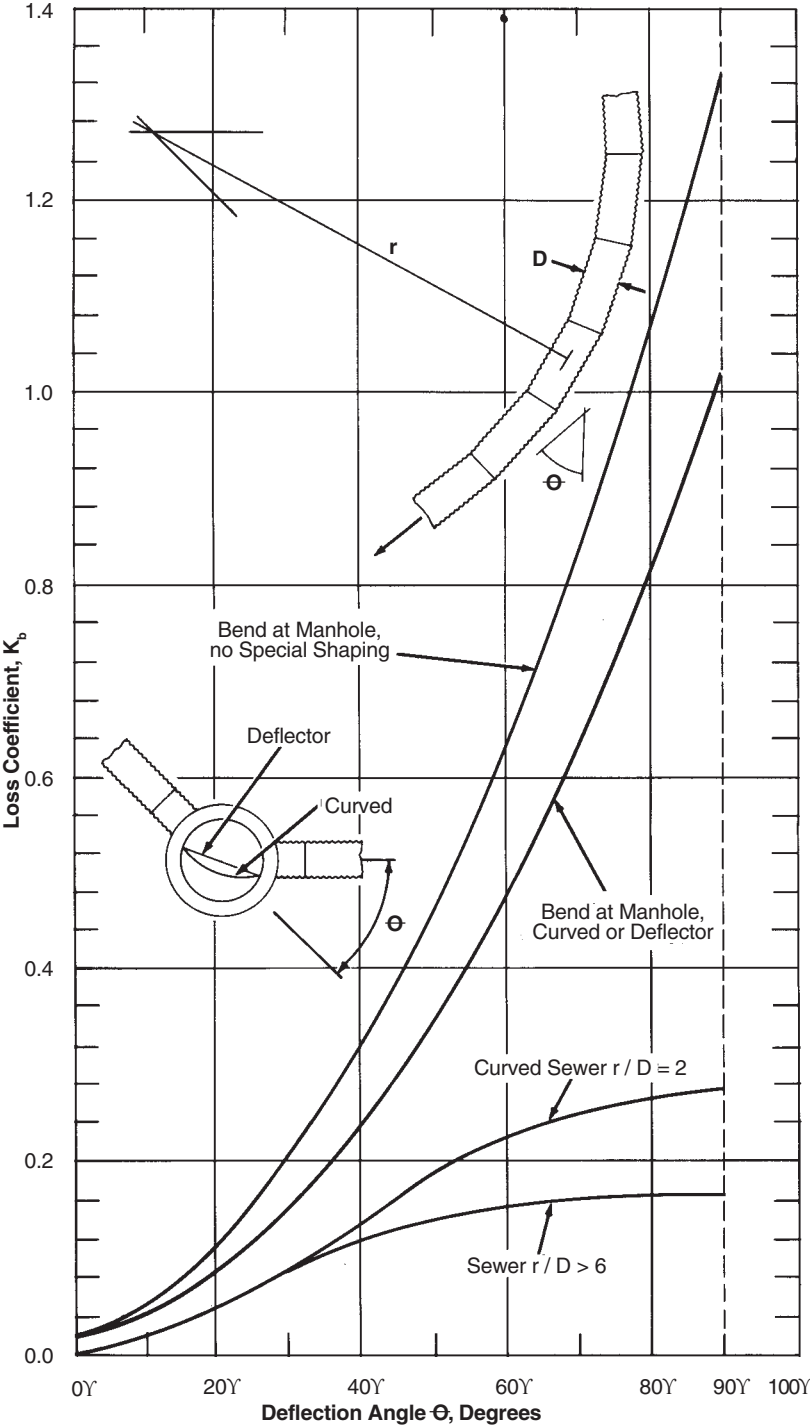 1.4
1.2
r
D
1.0
Ɵ
0.8
Bend at Manhole,
no Special Shaping
Deflector
0.6
Curved
Loss Coefficient, K_b
Bend at Manhole,
Curved or Deflector
Ɵ
0.4
Curved Sewer r / D = 2
0.2
Sewer r / D > 6
0.0
0ϒ 20ϒ 40ϒ 60ϒ 80ϒ 90ϒ 100ϒ
Deflection Angle Ɵ, Degrees